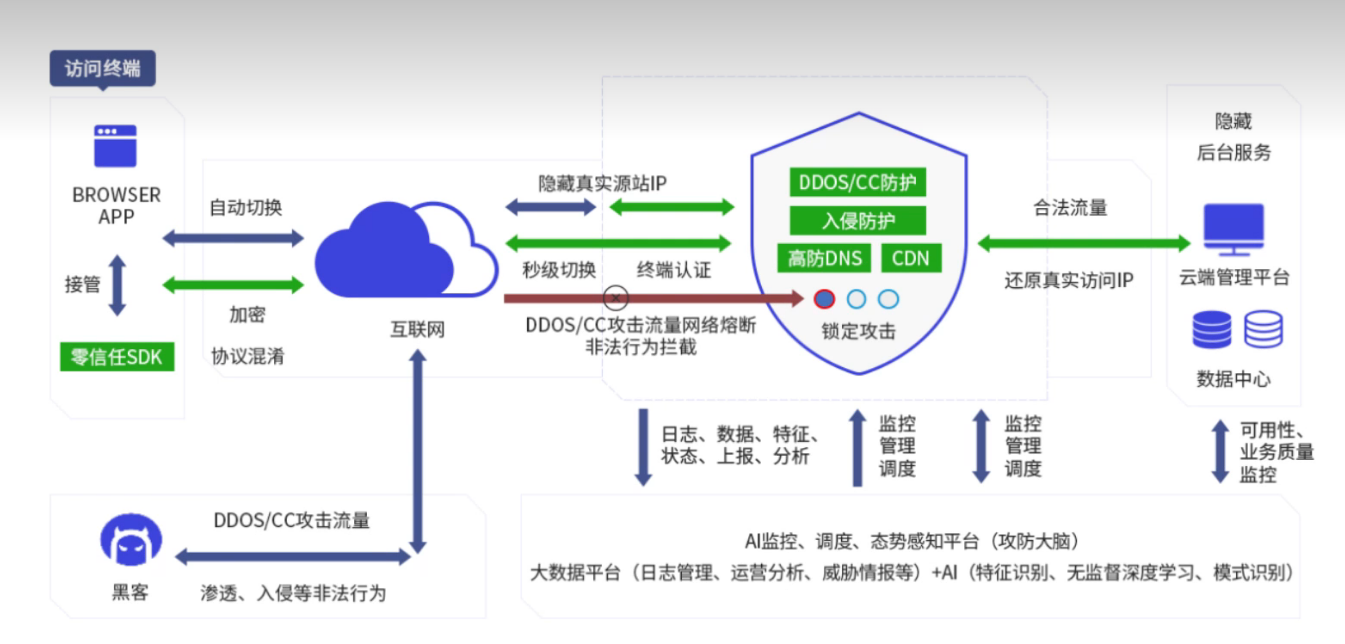 访问终端
BROWSER
APP
接管
零信任SDK
自动切换
加密
协议混淆
互联网
隐藏真实源站IP
秒级切换
终端认证
DDOS/CC攻击流量网络熔断
非法行为拦截
DDOS/CC防护
入侵防护
高防DNS
CDN
锁定攻击
合法流量
还原真实访问IP
隐藏
后台服务
云端管理平台
数据中心
日志、数据、特征、
状态、上报、分析
监控
管理
调度
监控
管理
调度
可用性、
业务质量
监控
黑客
DDOS/CC攻击流量
渗透、入侵等非法行为
AI监控、调度、态势感知平台（攻防大脑）
大数据平台（日志管理、运营分析、威胁情报等）+AI（特征识别、无监督深度学习、模式识别）